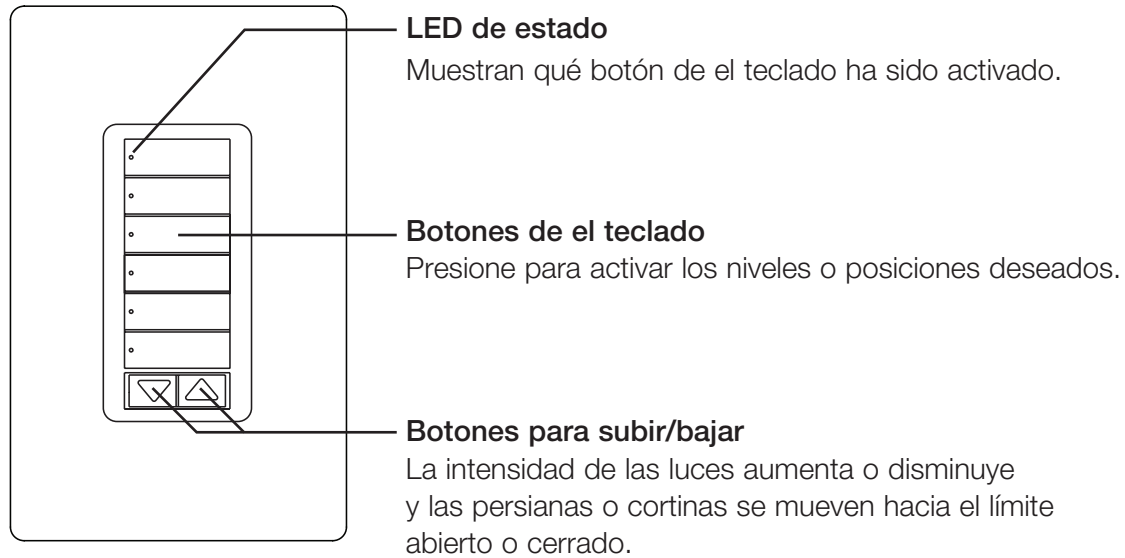 LED de estado
Muestran qué botón de el teclado ha sido activado.
Botones de el teclado
Presione para activar los niveles o posiciones deseados.
Botones para subir/bajar
La intensidad de las luces aumenta o disminuye
y las persianas o cortinas se mueven hacia el límite
abierto o cerrado.